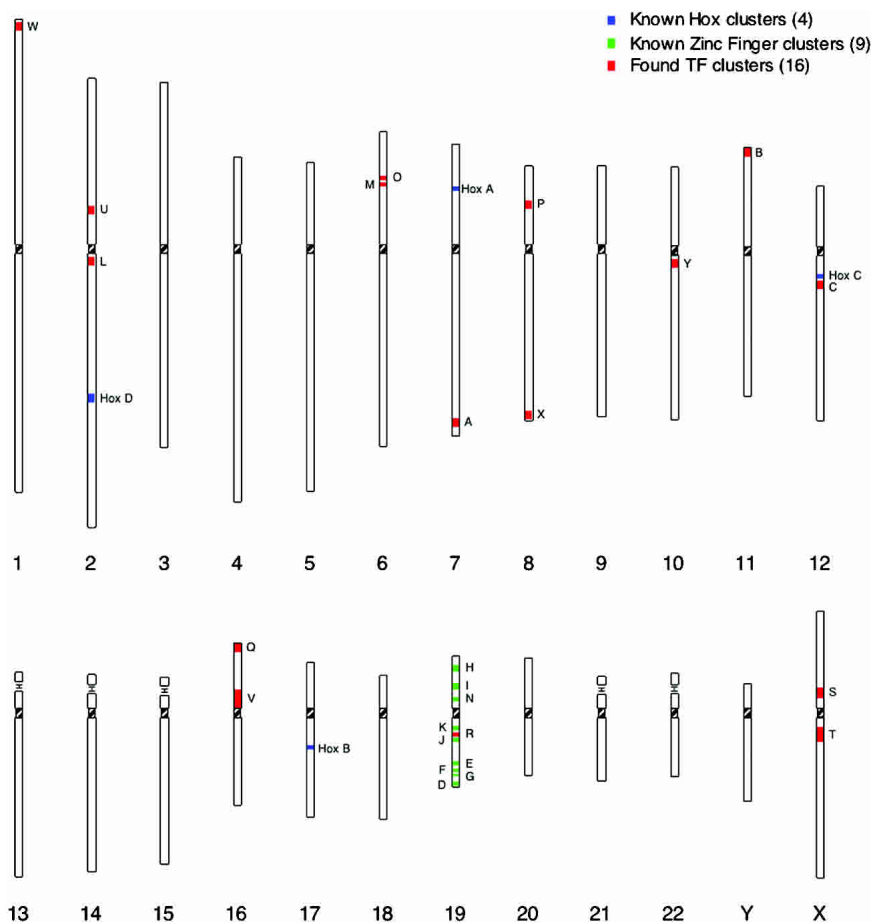 Known Hox clusters (4)
Known Zinc Finger clusters (9)
Found TF clusters (16)
W
U
L
Hox D
O
M
Hox A
A
P
X
Y
B
Hox C
C
1 2 3 4 5 6 7 8 9 10 11 12
Q
V
Hox B
H
I
N
K
R
J
E
F
G
D
S
T
13 14 15 16 17 18 19 20 21 22 Y X